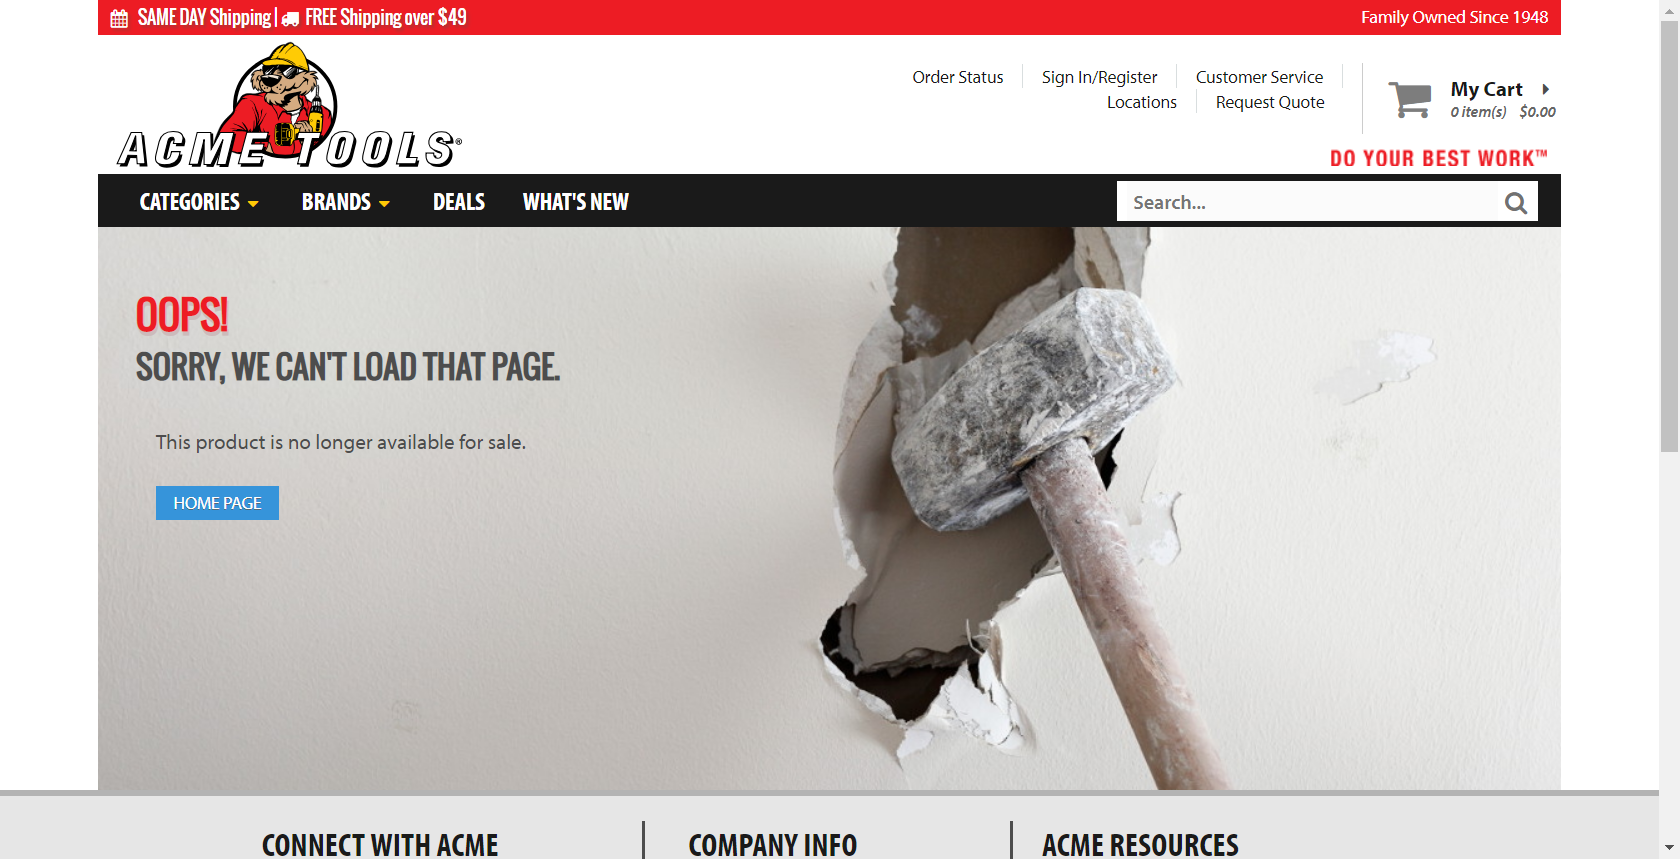 SAME DAY Shipping | FREE Shipping over $49
Family Owned Since 1948
ACME TOOLS®
Order Status
Sign In/Register
Customer Service
Locations
Request Quote
My Cart
0 item(s) $0.00
DO YOUR BEST WORK™
CATEGORIES
BRANDS
DEALS
WHAT'S NEW
Search...
OOPS!
SORRY, WE CAN'T LOAD THAT PAGE.
This product is no longer available for sale.
HOME PAGE
CONNECT WITH ACME
COMPANY INFO
ACME RESOURCES